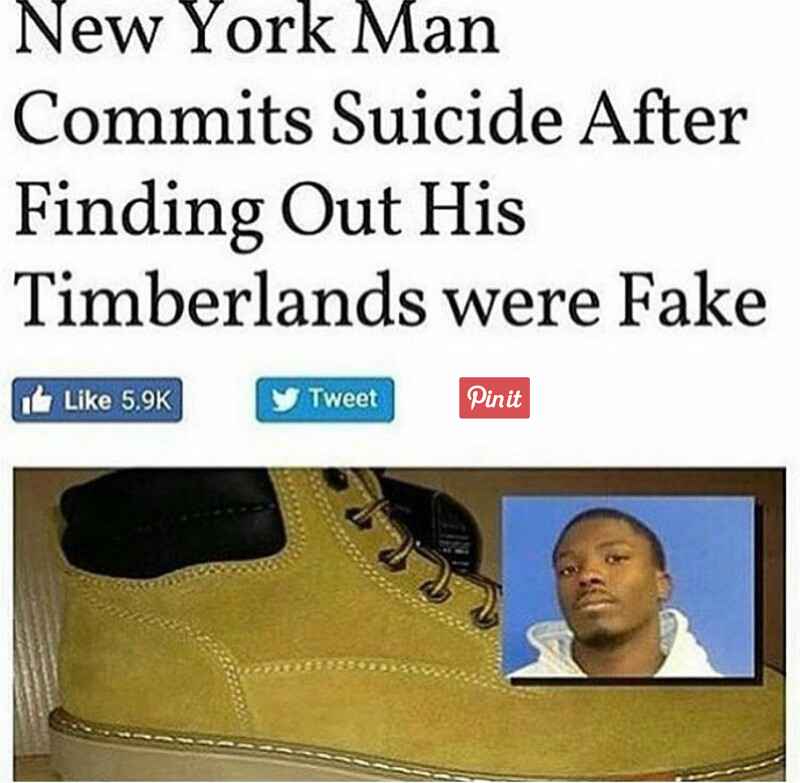 New York Man
Commits Suicide After
Finding Out His
Timberlands were Fake
Like 5.9K
Tweet
Pin it